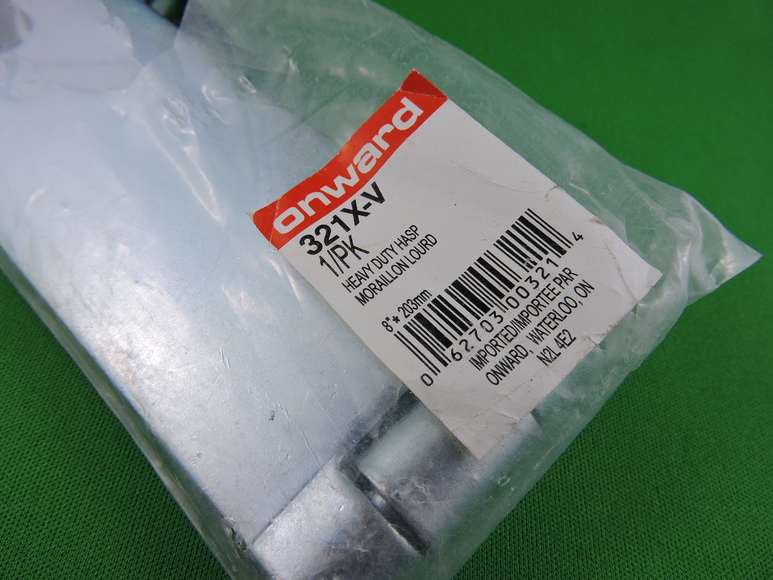 onward
321X-V
1/PK
HEAVY DUTY HASP
MORAILLON LOURD
8"* 203mm
0 62703 00321 4
IMPORTED/IMPORTEE PAR
ONWARD, WATERLOO, ON
N2L 4E2